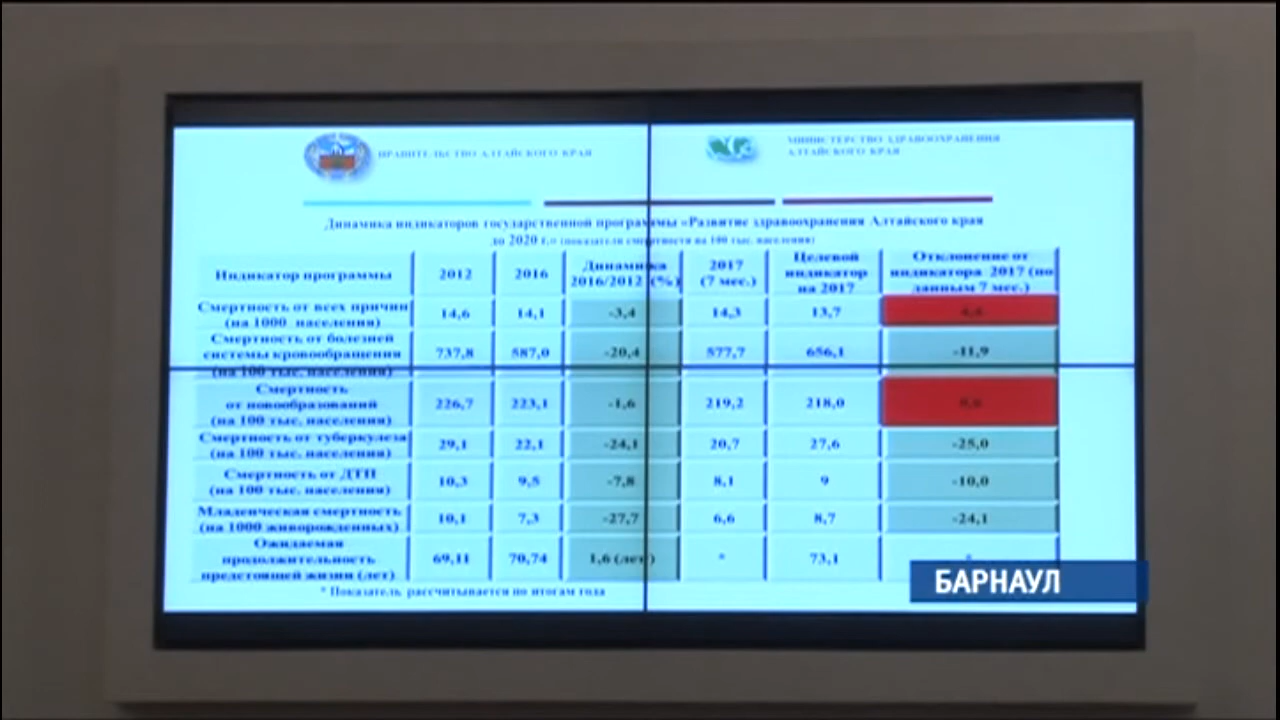 ПРАВИТЕЛЬСТВО АЛТАЙСКОГО КРАЯ
МИНИСТЕРСТВО ЗДРАВООХРАНЕНИЯ
АЛТАЙСКОГО КРАЯ
Динамика индикаторов государственной программы «Развитие здравоохранения Алтайского края
до 2020 г.» (показатели смертности на 100 тыс. населения)
Индикатор программы 2012 2016 Динамика 2016/2012 (%) 2017 (7 мес.) Целевой индикатор на 2017 Отклонение от индикатора 2017 (по данным 7 мес.)
Смертность от всех причин
(на 1000 населения) 14,6 14,1 -3,4 14,3 13,7
Смертность от болезней
системы кровообращения
(на 100 тыс. населения) 737,8 587,0 -20,4 577,7 656,1 -11,9
Смертность
от новообразований
(на 100 тыс. населения) 226,7 223,1 -1,6 219,2 218,0
Смертность от туберкулеза
(на 100 тыс. населения) 29,1 22,1 -24,1 20,7 27,6 -25,0
Смертность от ДТП
(на 100 тыс. населения) 10,3 9,5 -7,8 8,1 9 -10,0
Младенческая смертность
(на 1000 живорожденных) 10,1 7,3 -27,7 6,6 8,7 -24,1
Ожидаемая
продолжительность
предстоящей жизни (лет) 69,11 70,74 1,6 (лет) * 73,1 *
* Показатель рассчитывается по итогам года
БАРНАУЛ